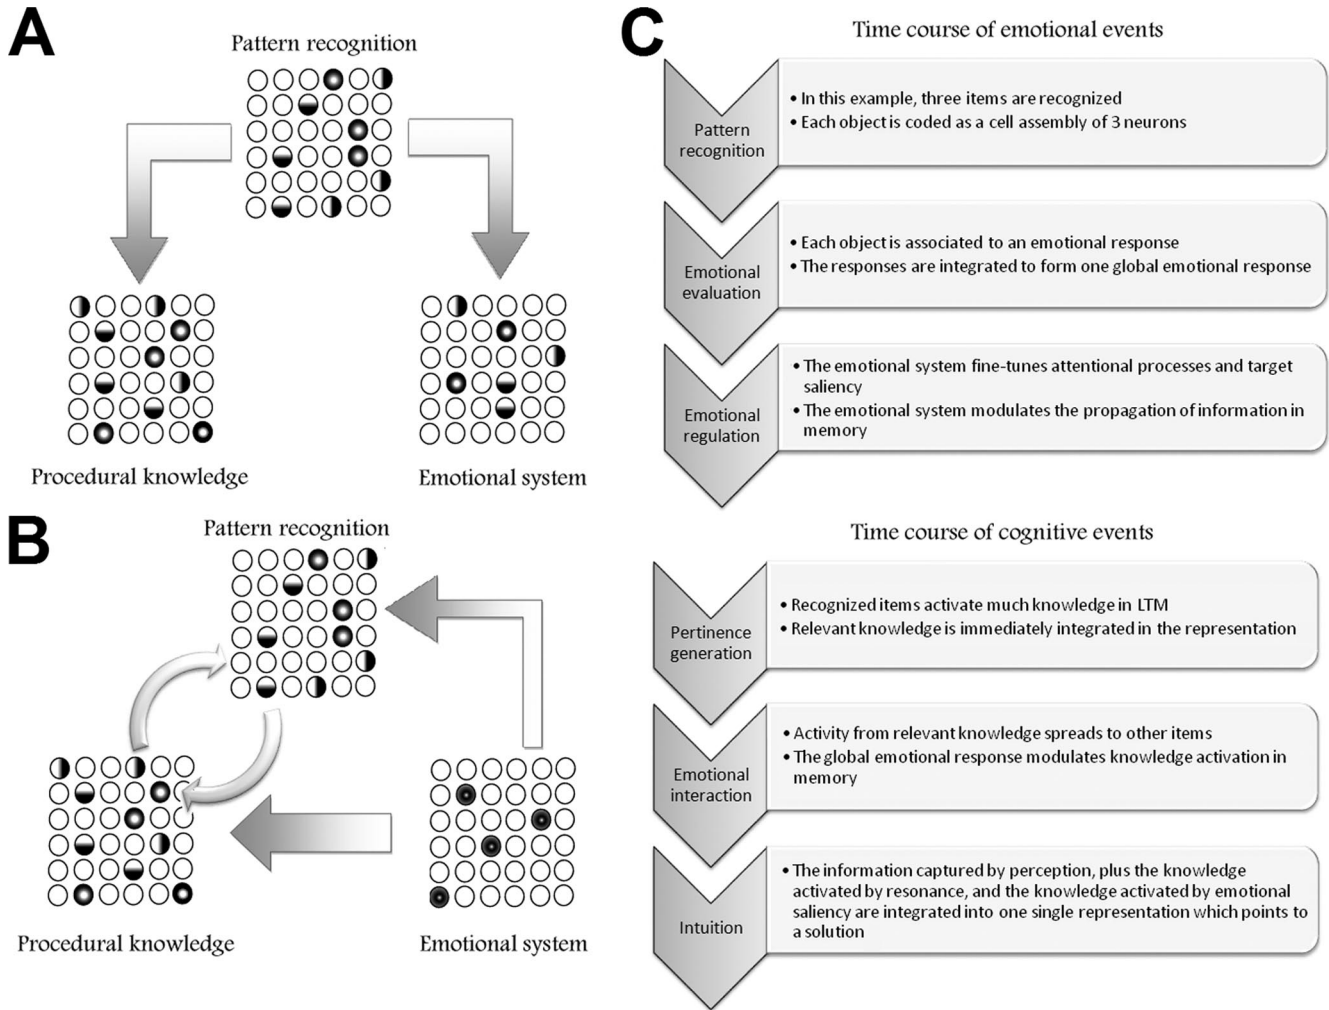 A
Pattern recognition
Procedural knowledge
Emotional system
B
Pattern recognition
Procedural knowledge
Emotional system
C
Time course of emotional events
Pattern
recognition
• In this example, three items are recognized
• Each object is coded as a cell assembly of 3 neurons
Emotional
evaluation
• Each object is associated to an emotional response
• The responses are integrated to form one global emotional response
Emotional
regulation
• The emotional system fine-tunes attentional processes and target
saliency
• The emotional system modulates the propagation of information in
memory
Time course of cognitive events
Pertinence
generation
• Recognized items activate much knowledge in LTM
• Relevant knowledge is immediately integrated in the representation
Emotional
interaction
• Activity from relevant knowledge spreads to other items
• The global emotional response modulates knowledge activation in
memory
Intuition
• The information captured by perception, plus the knowledge
activated by resonance, and the knowledge activated by emotional
saliency are integrated into one single representation which points to
a solution